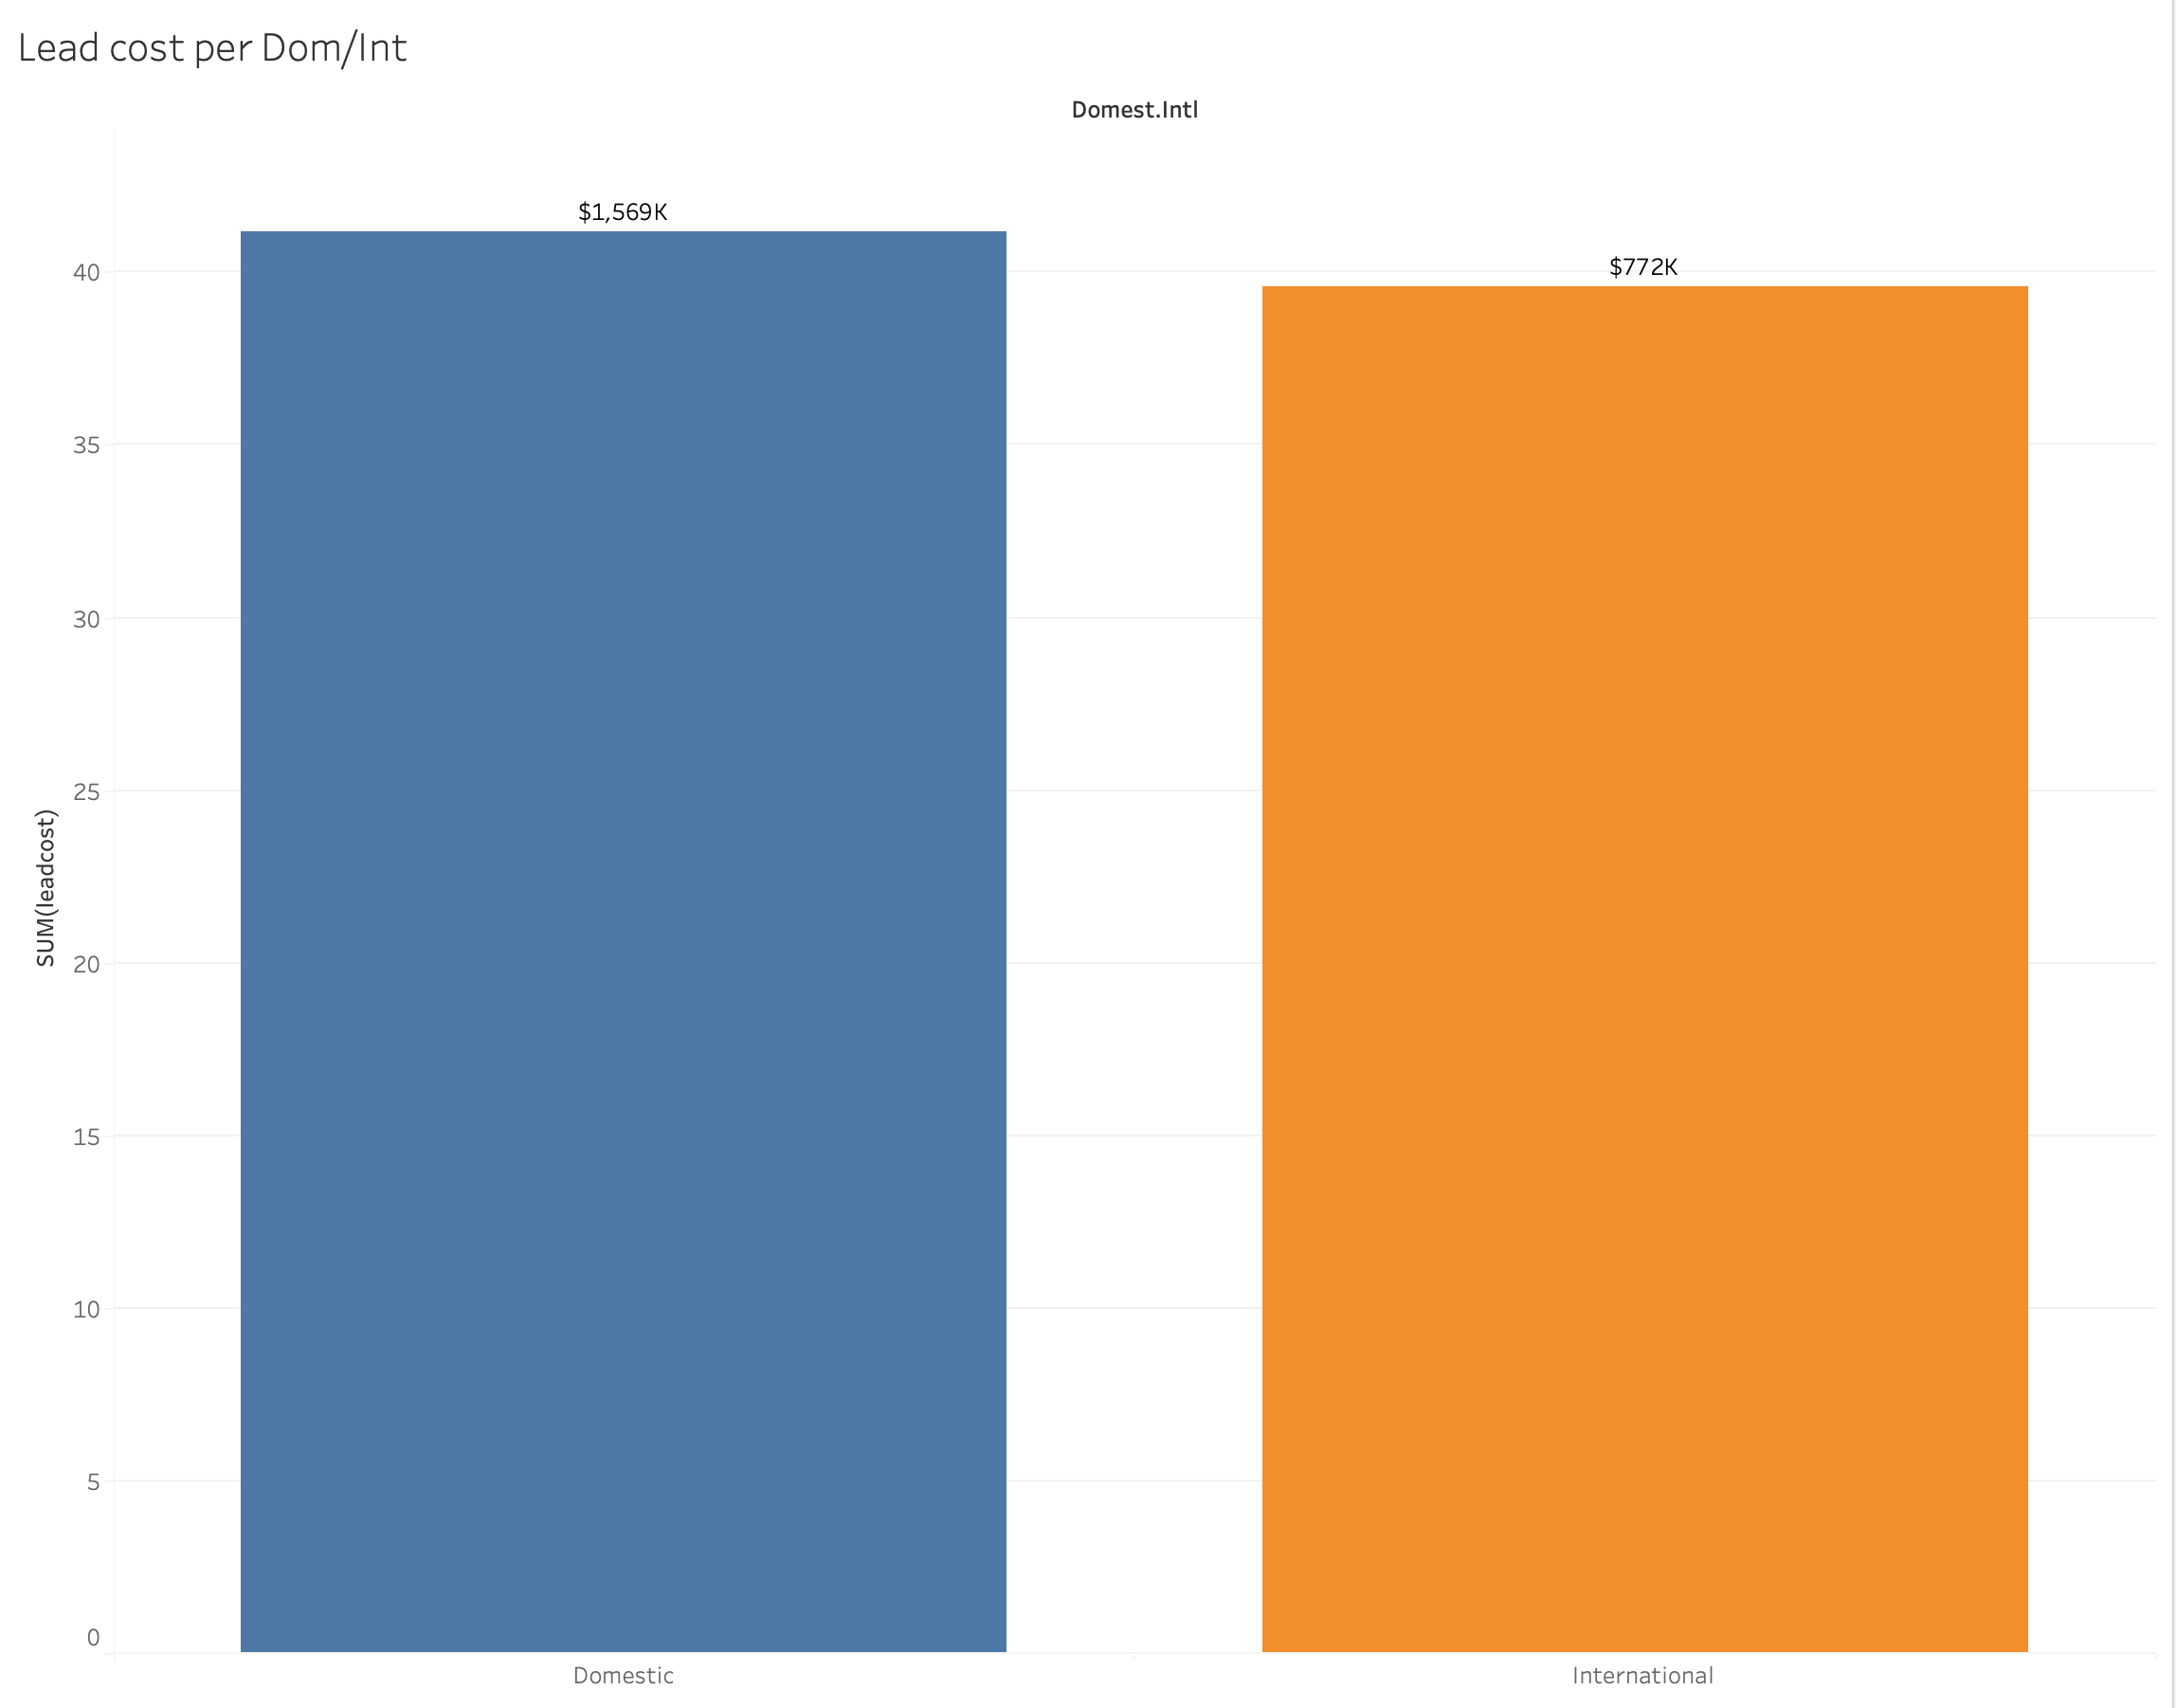 Lead cost per Dom/Int
Domest.Intl
$1,569K
$772K
40
35
30
25
20
15
10
5
0
SUM(leadcost)
Domestic
International